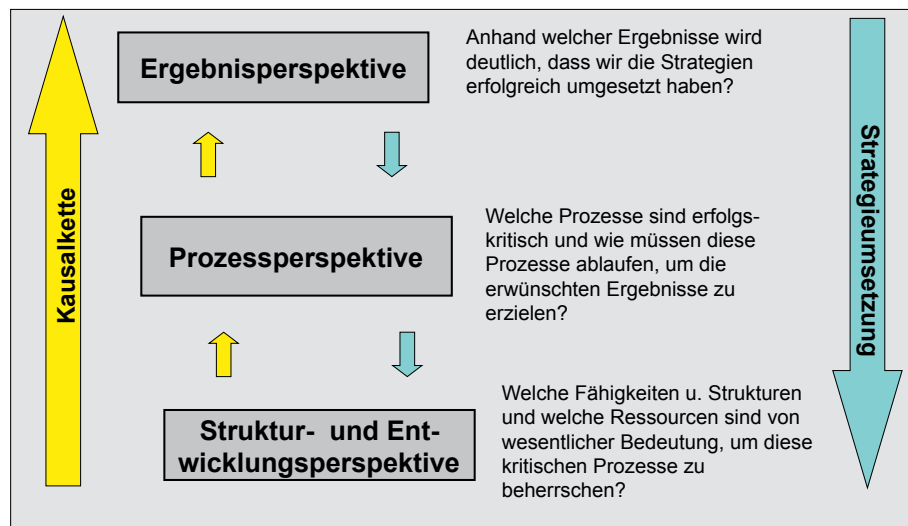 Kausalkette
Ergebnisperspektive
Anhand welcher Ergebnisse wird
deutlich, dass wir die Strategien
erfolgreich umgesetzt haben?
Prozessperspektive
Welche Prozesse sind erfolgs-
kritisch und wie müssen diese
Prozesse ablaufen, um die
erwünschten Ergebnisse zu
erzielen?
Struktur- und Ent-
wicklungsperspektive
Welche Fähigkeiten u. Strukturen
und welche Ressourcen sind von
wesentlicher Bedeutung, um diese
kritischen Prozesse zu
beherrschen?
Strategieumsetzung